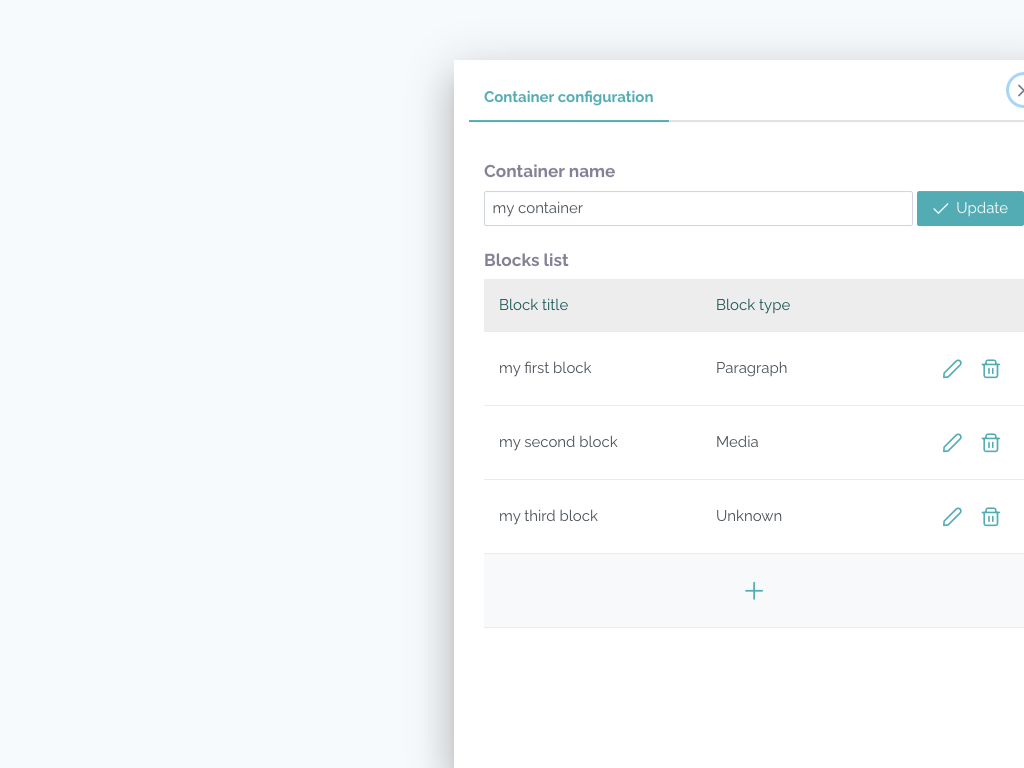 Container configuration
Container name
my container
Update
Blocks list
Block title Block type
my first block Paragraph
my second block Media
my third block Unknown